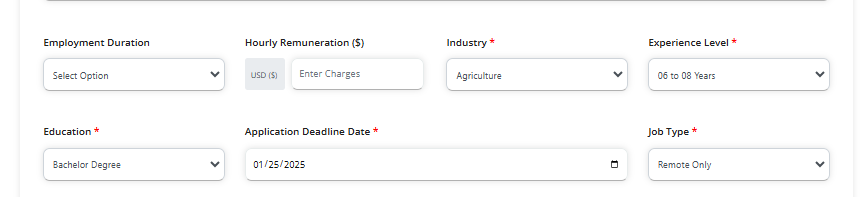 Employment Duration
Hourly Remuneration ($)
Industry *
Experience Level *
Select Option
USD ($)
Enter Charges
Agriculture
06 to 08 Years
Education *
Application Deadline Date *
Job Type *
Bachelor Degree
01/25/2025
Remote Only